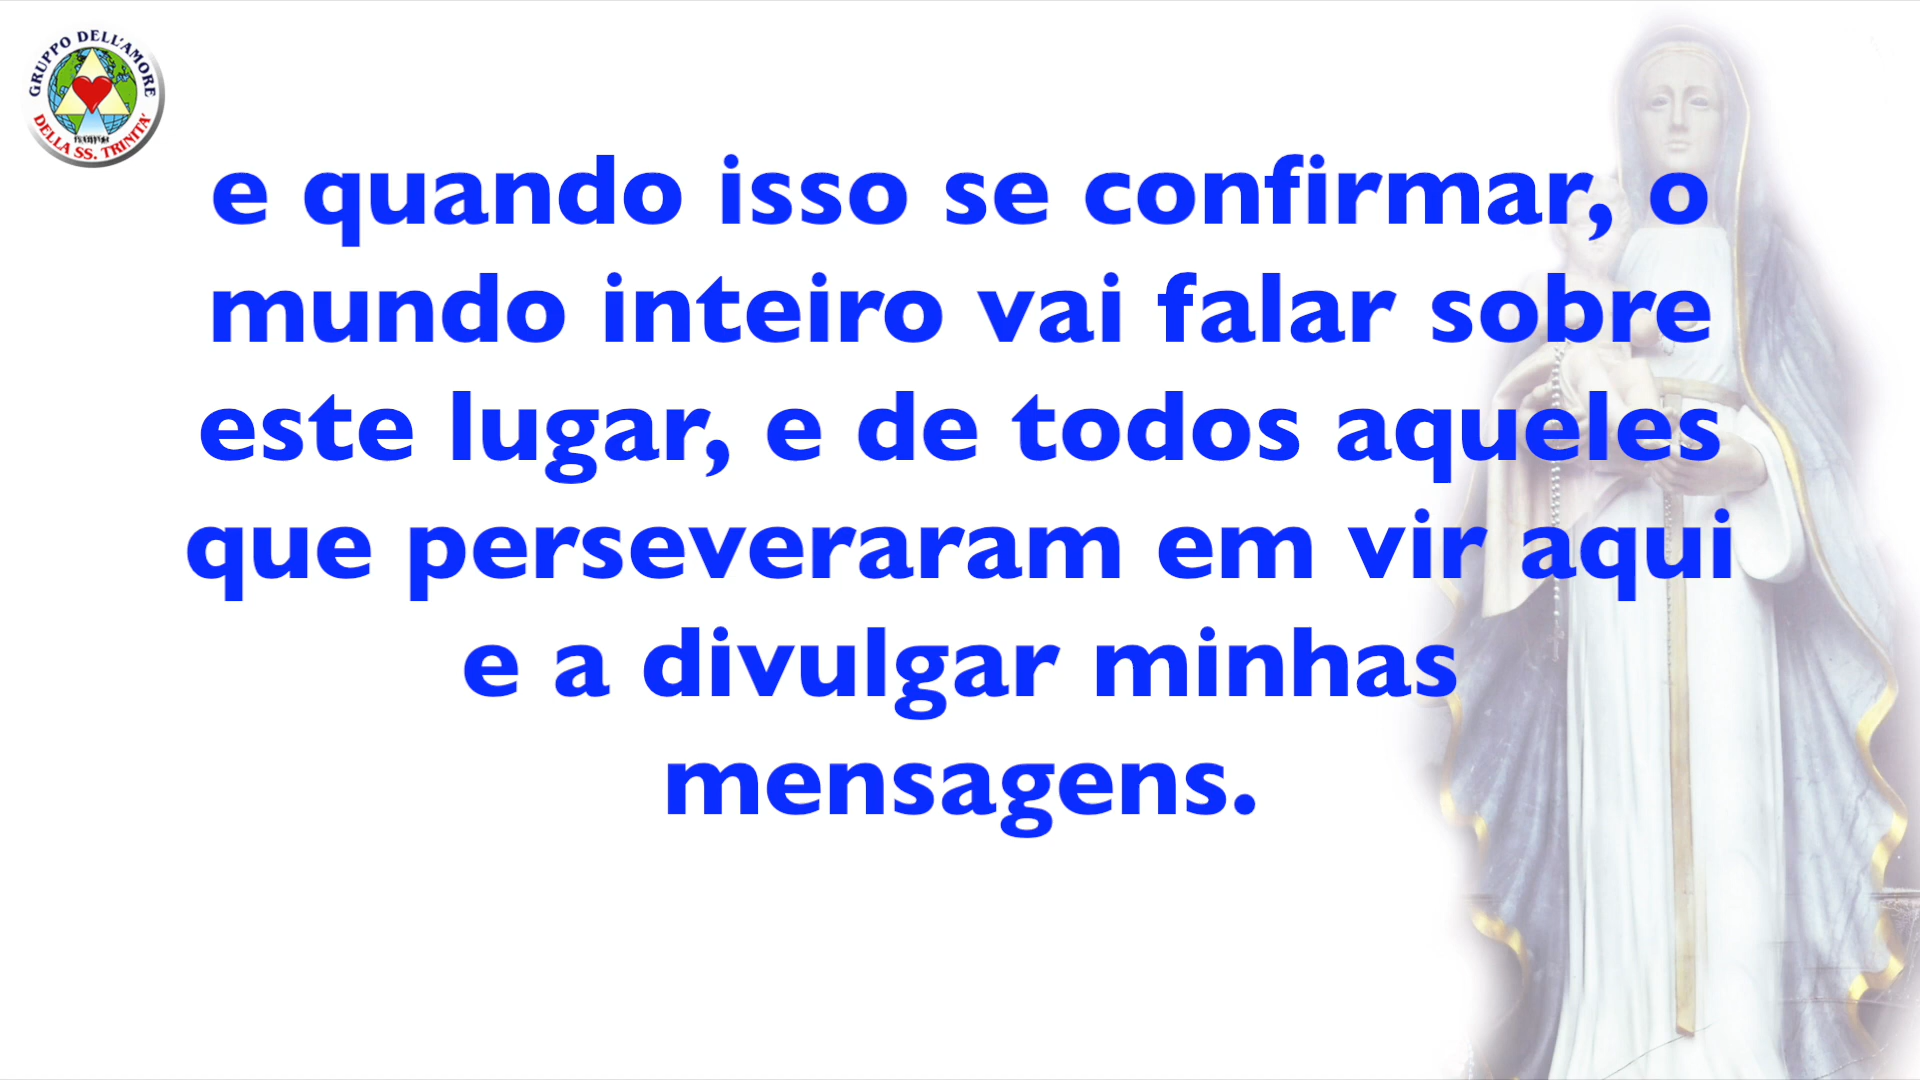 GRUPPO DELL'AMORE
DELLA SS. TRINITA'
e quando isso se confirmar, o
mundo inteiro vai falar sobre
este lugar, e de todos aqueles
que perseveraram em vir aqui
e a divulgar minhas
mensagens.